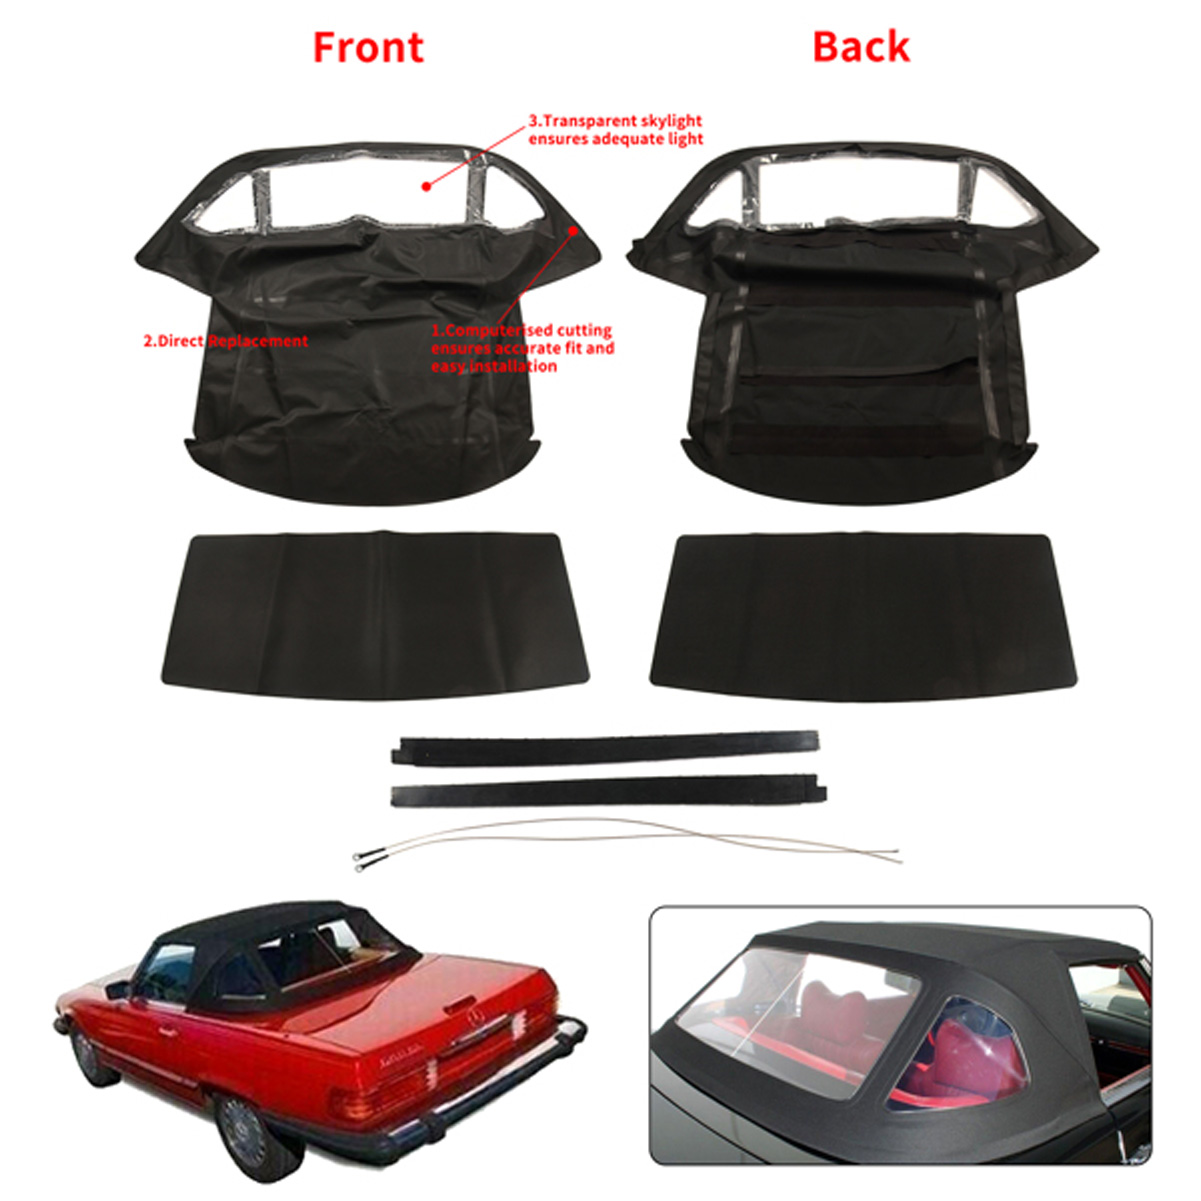 Front
Back
3.Transparent skylight
ensures adequate light
1.Computerised cutting
ensures accurate fit and
easy installation
2.Direct Replacement